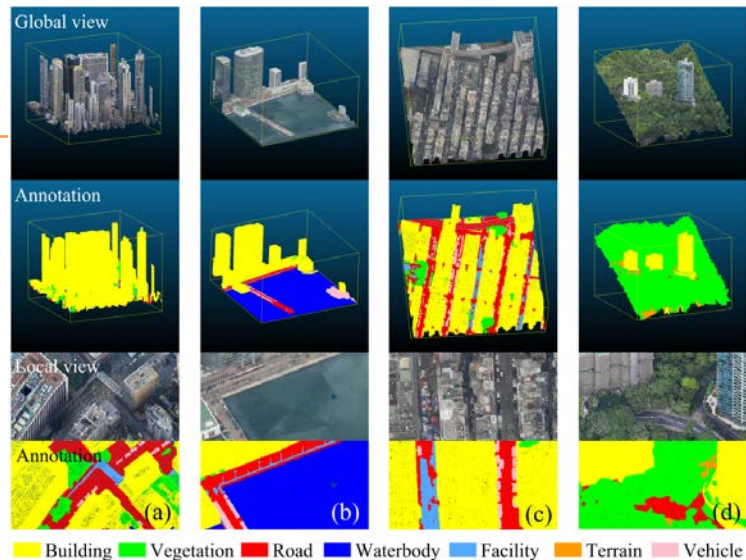 Global view
Annotation
Local view
Annotation
(a) (b) (c) (d)
Building Vegetation Road Waterbody Facility Terrain Vehicle